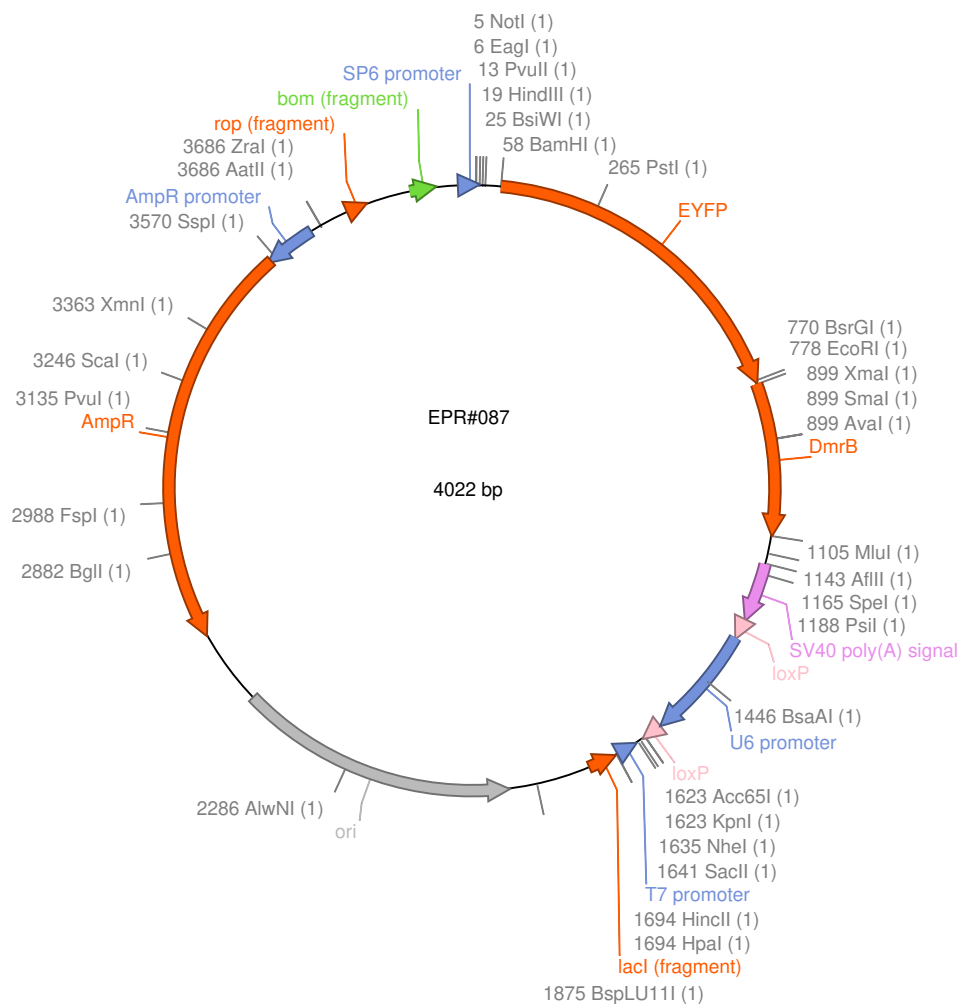 5 NotI (1)
6 EagI (1)
SP6 promoter
13 PvuII (1)
bom (fragment)
19 HindIII (1)
rop (fragment)
25 BsiWI (1)
3686 ZraI (1)
58 BamHI (1)
3686 AatII (1)
265 PstI (1)
AmpR promoter
EYFP
3570 SspI (1)
3363 XmnI (1)
770 BsrGI (1)
778 EcoRI (1)
3246 ScaI (1)
899 XmaI (1)
3135 PvuI (1)
899 SmaI (1)
AmpR
EPR#087
899 AvaI (1)
DmrB
4022 bp
2988 FspI (1)
1105 MluI (1)
2882 BglI (1)
1143 AflII (1)
1165 SpeI (1)
1188 PsiI (1)
SV40 poly(A) signal
loxP
1446 BsaAI (1)
U6 promoter
loxP
1623 Acc65I (1)
2286 AlwNI (1)
1623 KpnI (1)
ori
1635 NheI (1)
1641 SacII (1)
T7 promoter
1694 HincII (1)
1694 HpaI (1)
lacI (fragment)
1875 BspLU11I (1)